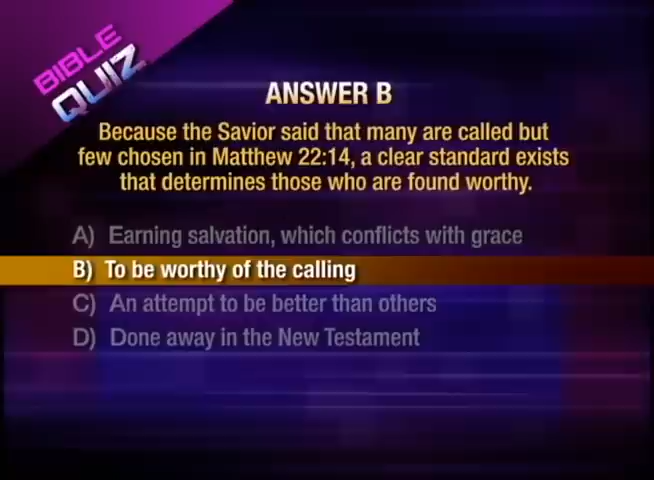 BIBLE
QUIZ
ANSWER B
Because the Savior said that many are called but
few chosen in Matthew 22:14, a clear standard exists
that determines those who are found worthy.
A) Earning salvation, which conflicts with grace
B) To be worthy of the calling
C) An attempt to be better than others
D) Done away in the New Testament